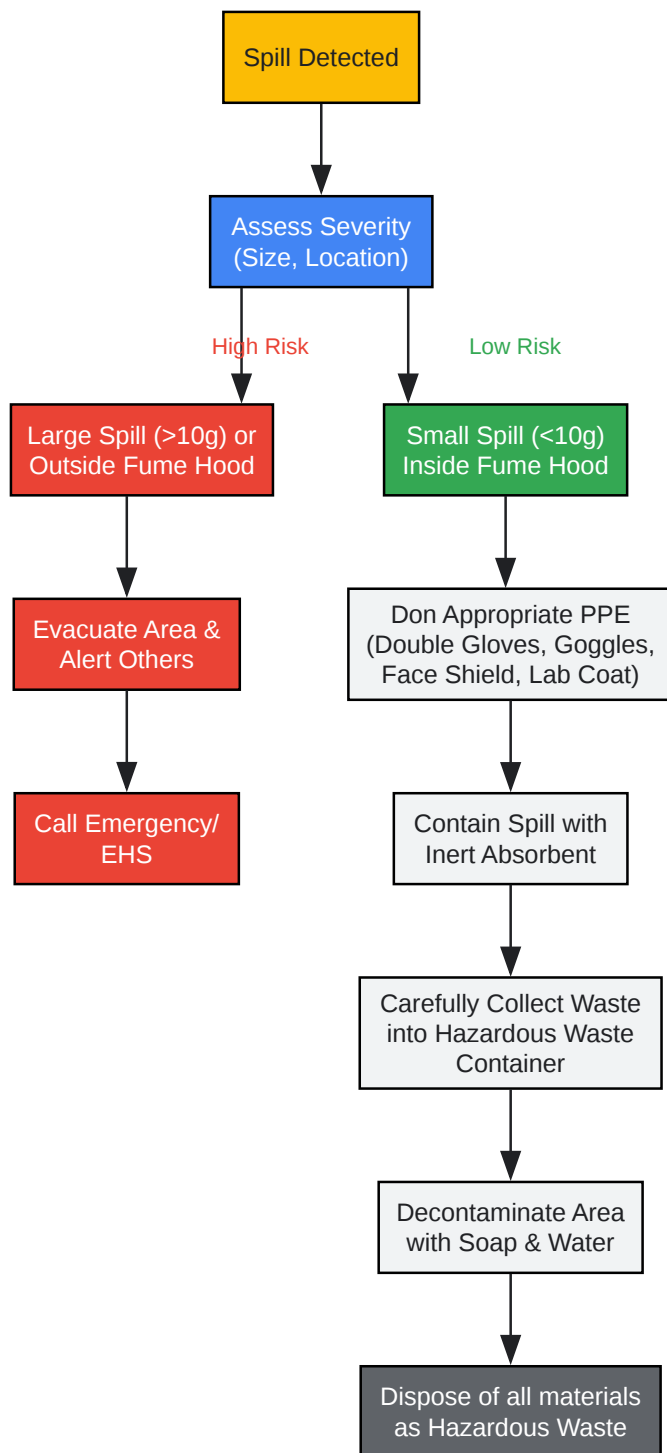 Spill Detected
Assess Severity
(Size, Location)
High Risk
Low Risk
Large Spill (>10g) or
Outside Fume Hood
Small Spill (<10g)
Inside Fume Hood
Evacuate Area &
Alert Others
Don Appropriate PPE
(Double Gloves, Goggles,
Face Shield, Lab Coat)
Call Emergency/
EHS
Contain Spill with
Inert Absorbent
Carefully Collect Waste
into Hazardous Waste
Container
Decontaminate Area
with Soap & Water
Dispose of all materials
as Hazardous Waste